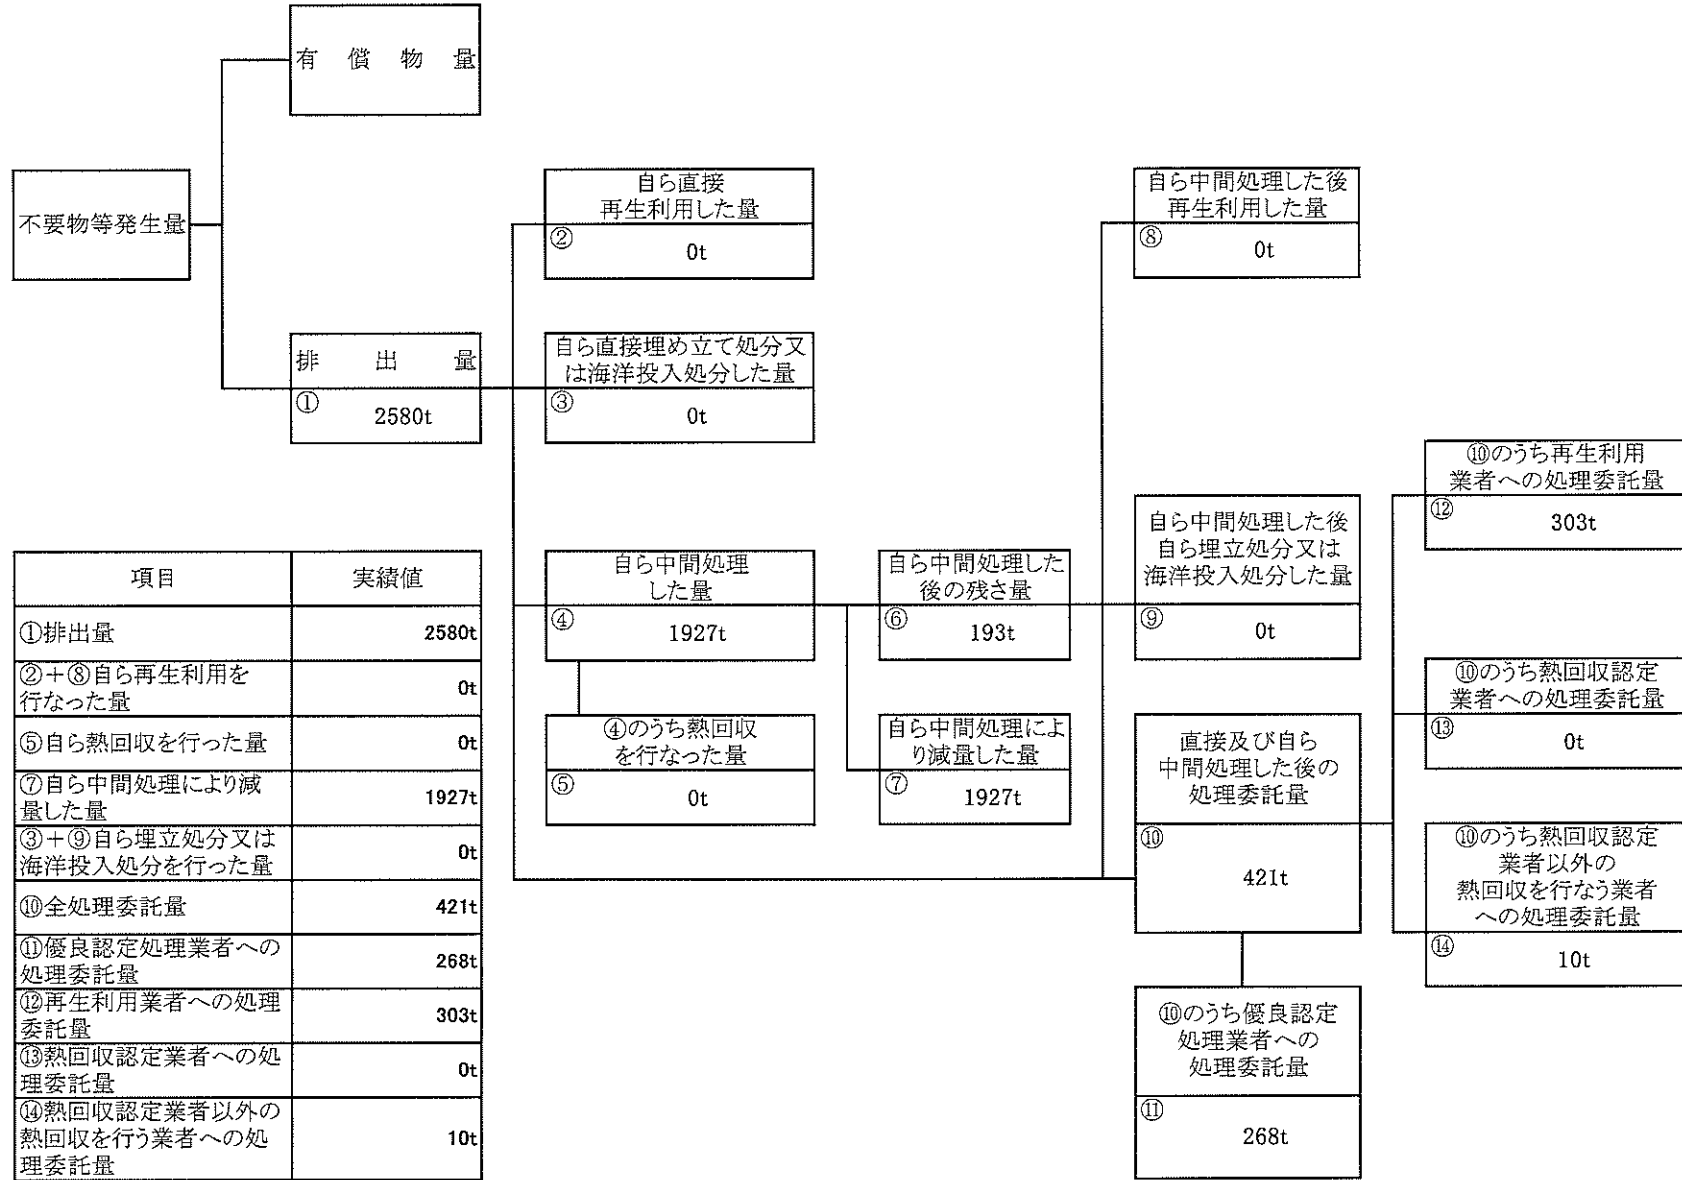 有償物量
不要物等発生量
排出量
①
2580t
自ら直接
再生利用した量
②
0t
自ら直接埋め立て処分又
は海洋投入処分した量
③
0t
自ら中間処理
した量
④
1927t
④のうち熱回収
を行なった量
⑤
0t
自ら中間処理した
後の残さ量
⑥
193t
自ら中間処理によ
り減量した量
⑦
1927t
自ら中間処理した後
再生利用した量
⑧
0t
自ら中間処理した後
自ら埋立処分又は
海洋投入処分した量
⑨
0t
直接及び自ら
中間処理した後の
処理委託量
⑩
421t
⑩のうち優良認定
処理業者への
処理委託量
⑪
268t
⑩のうち再生利用
業者への処理委託量
⑫
303t
⑩のうち熱回収認定
業者への処理委託量
⑬
0t
⑩のうち熱回収認定
業者以外の
熱回収を行なう業者
への処理委託量
⑭
10t
項目 実績値
①排出量 2580t
②+⑧自ら再生利用を
行なった量 0t
⑤自ら熱回収を行った量 0t
⑦自ら中間処理により減
量した量 1927t
③+⑨自ら埋立処分又は
海洋投入処分を行った量 0t
⑩全処理委託量 421t
⑪優良認定処理業者への
処理委託量 268t
⑫再生利用業者への処理
委託量 303t
⑬熱回収認定業者への処
理委託量 0t
⑭熱回収認定業者以外の
熱回収を行う業者への処
理委託量 10t